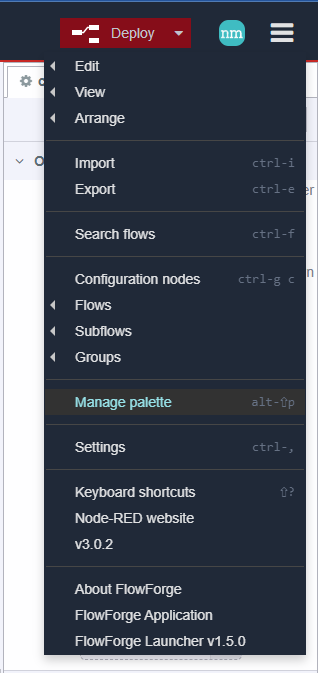 Deploy
nm
Edit
View
Arrange
Import ctrl-i
Export ctrl-e
Search flows ctrl-f
Configuration nodes ctrl-g c
Flows
Subflows
Groups
Manage palette alt-⇧p
Settings ctrl-,
Keyboard shortcuts ⇧?
Node-RED website
v3.0.2
About FlowForge
FlowForge Application
FlowForge Launcher v1.5.0